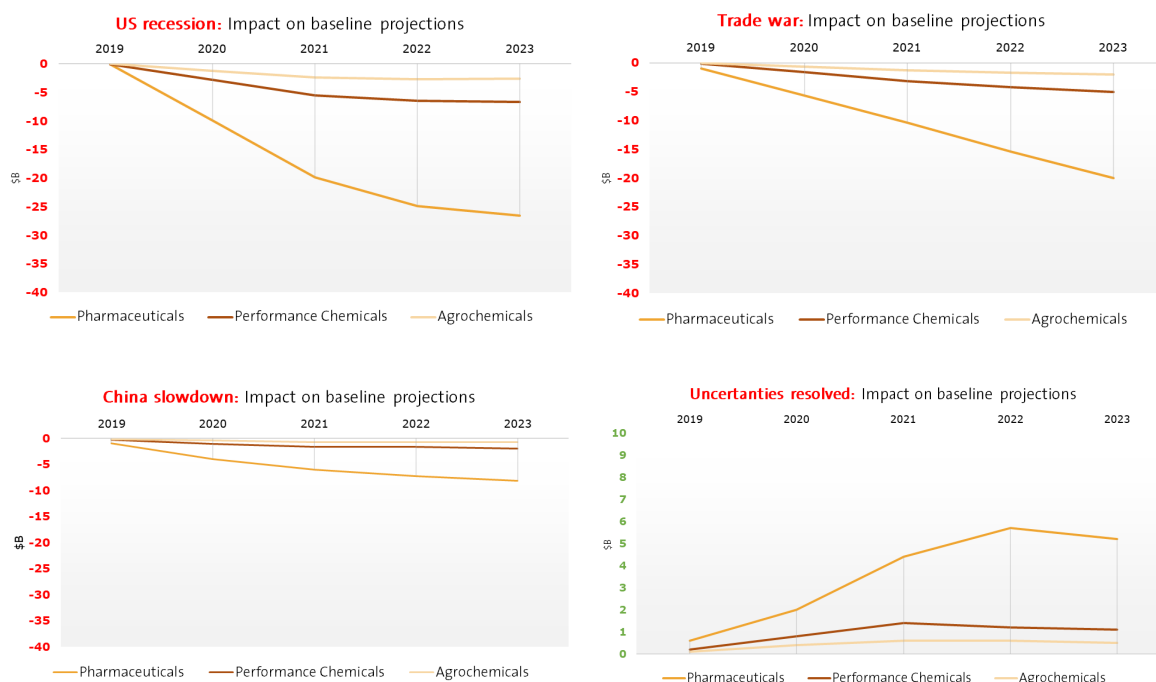 US recession: Impact on baseline projections
2019 2020 2021 2022 2023
0
-5
-10
-15
-20
-25
-30
-35
-40
$B
Pharmaceuticals Performance Chemicals Agrochemicals
Trade war: Impact on baseline projections
2019 2020 2021 2022 2023
0
-5
-10
-15
-20
-25
-30
-35
-40
$B
Pharmaceuticals Performance Chemicals Agrochemicals
China slowdown: Impact on baseline projections
2019 2020 2021 2022 2023
0
-5
-10
-15
-20
-25
-30
-35
-40
$B
Pharmaceuticals Performance Chemicals Agrochemicals
Uncertanties resolved: Impact on baseline projections
2019 2020 2021 2022 2023
10
9
8
7
6
5
4
3
2
1
0
$B
Pharmaceuticals Performance Chemicals Agrochemicals